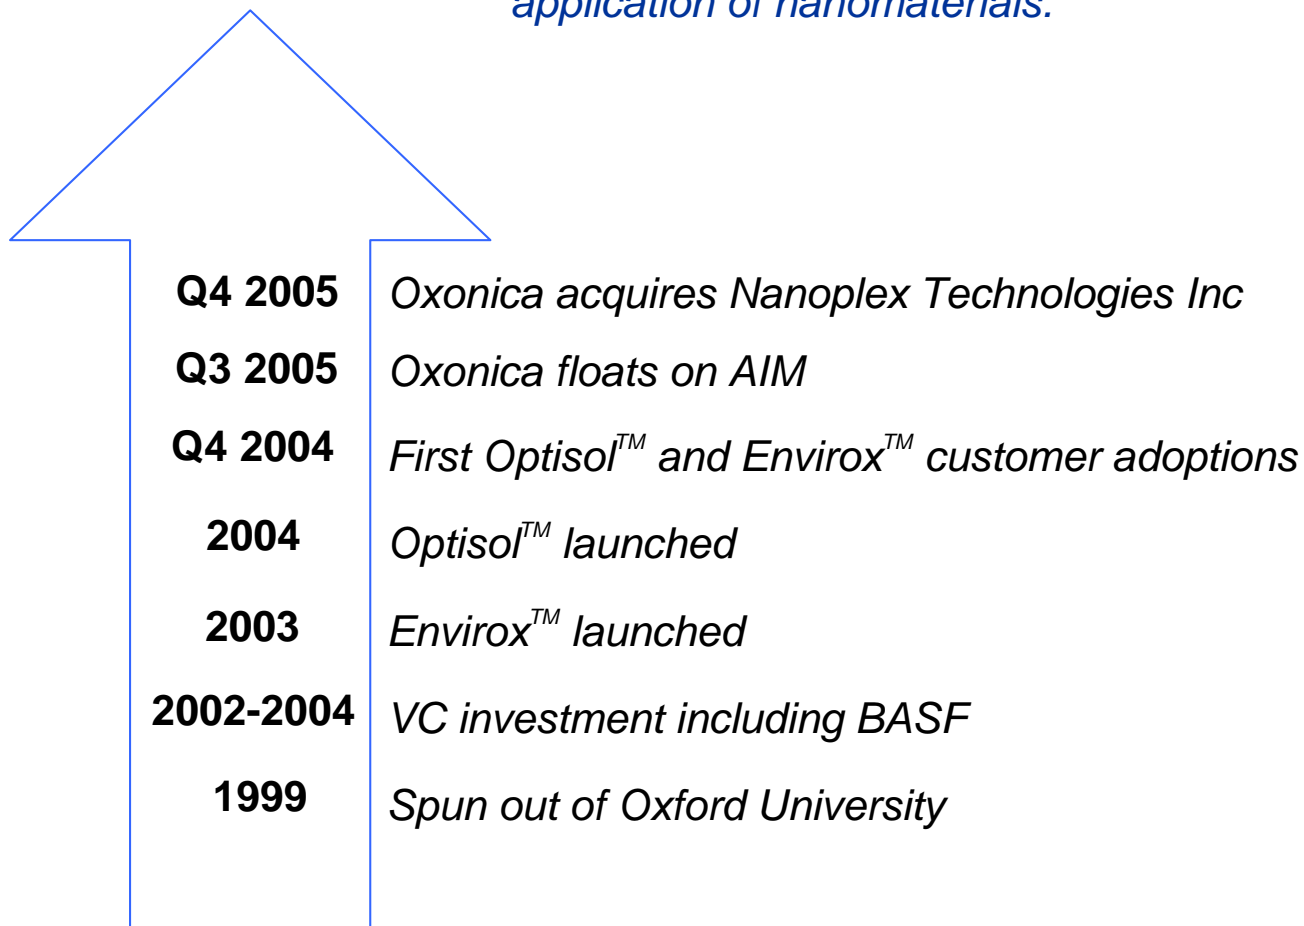 application of nanomaterials.
Q4 2005 Oxonica acquires Nanoplex Technologies Inc
Q3 2005 Oxonica floats on AIM
Q4 2004 First Optisol™ and Envirox™ customer adoptions
2004 Optisol™ launched
2003 Envirox™ launched
2002-2004 VC investment including BASF
1999 Spun out of Oxford University